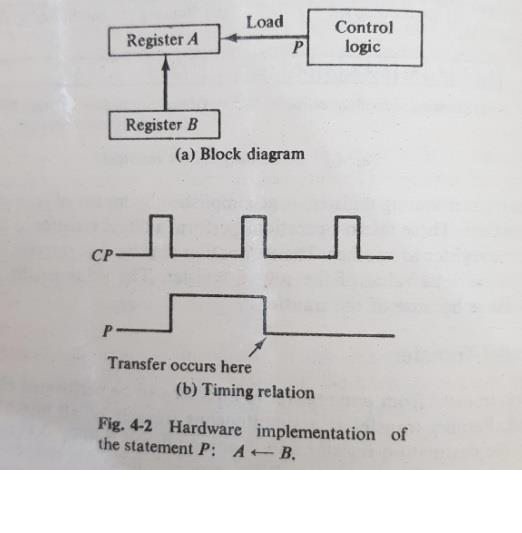 Load
Register A
P
Control
logic
Register B
(a) Block diagram
CP
P
Transfer occurs here
(b) Timing relation
Fig. 4-2 Hardware implementation of
the statement P: A ← B.